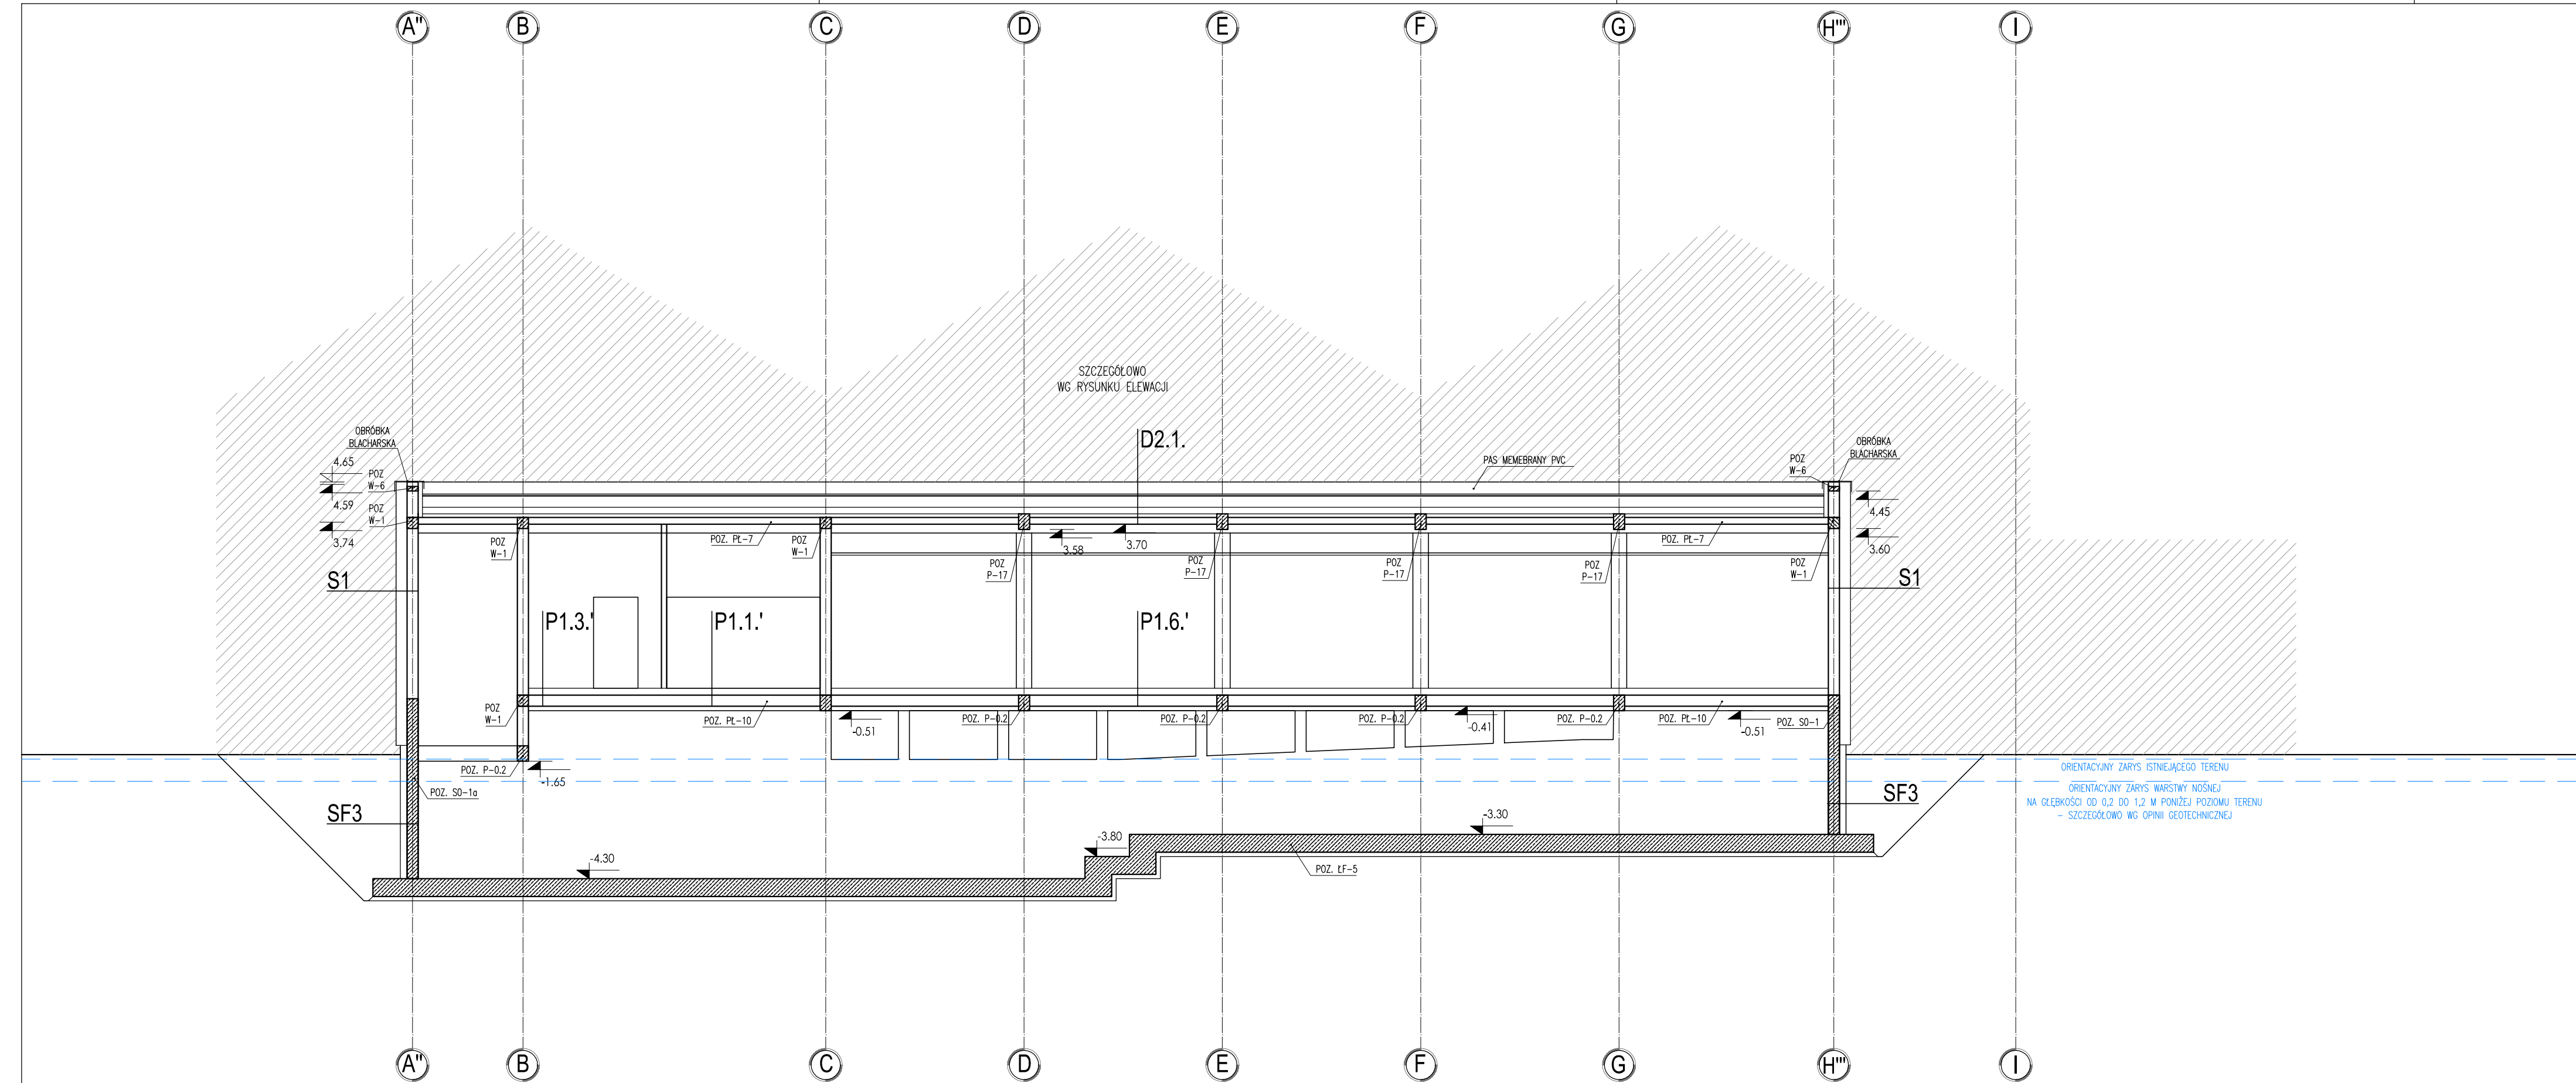 A" B C D E F G H''' I
SZCZEGÓŁOWO
WG RYSUNKU ELEWACJI
OBRÓBKA
BLACHARSKA
D2.1.
OBRÓBKA
BLACHARSKA
4.65
POZ
W-6
PAS MEMEBRANY PVC
POZ
W-6
4.59
POZ
W-1
4.45
3.74
POZ
W-1
POZ. PŁ-7
POZ
W-1
3.58
3.70
POZ. PŁ-7
3.60
POZ
P-17
POZ
P-17
POZ
P-17
POZ
P-17
POZ
W-1
S1
S1
P1.3.'
P1.1.'
P1.6.'
POZ
W-1
POZ. PŁ-10
-0.51
POZ. P-0.2
POZ. P-0.2
POZ. P-0.2
-0.41
POZ. P-0.2
POZ. PŁ-10
-0.51
POZ. S0-1
POZ. P-0.2
-1.65
POZ. S0-1a
ORIENTACYJNY ZARYS ISTNIEJĄCEGO TERENU
ORIENTACYJNY ZARYS WARSTWY NOŚNEJ
NA GŁĘBKOŚCI OD 0,2 DO 1,2 M PONIŻEJ POZIOMU TERENU
- SZCZEGÓŁOWO WG OPINII GEOTECHNICZNEJ
SF3
SF3
-3.30
-3.80
-4.30
POZ. ŁF-5
A" B C D E F G H''' I